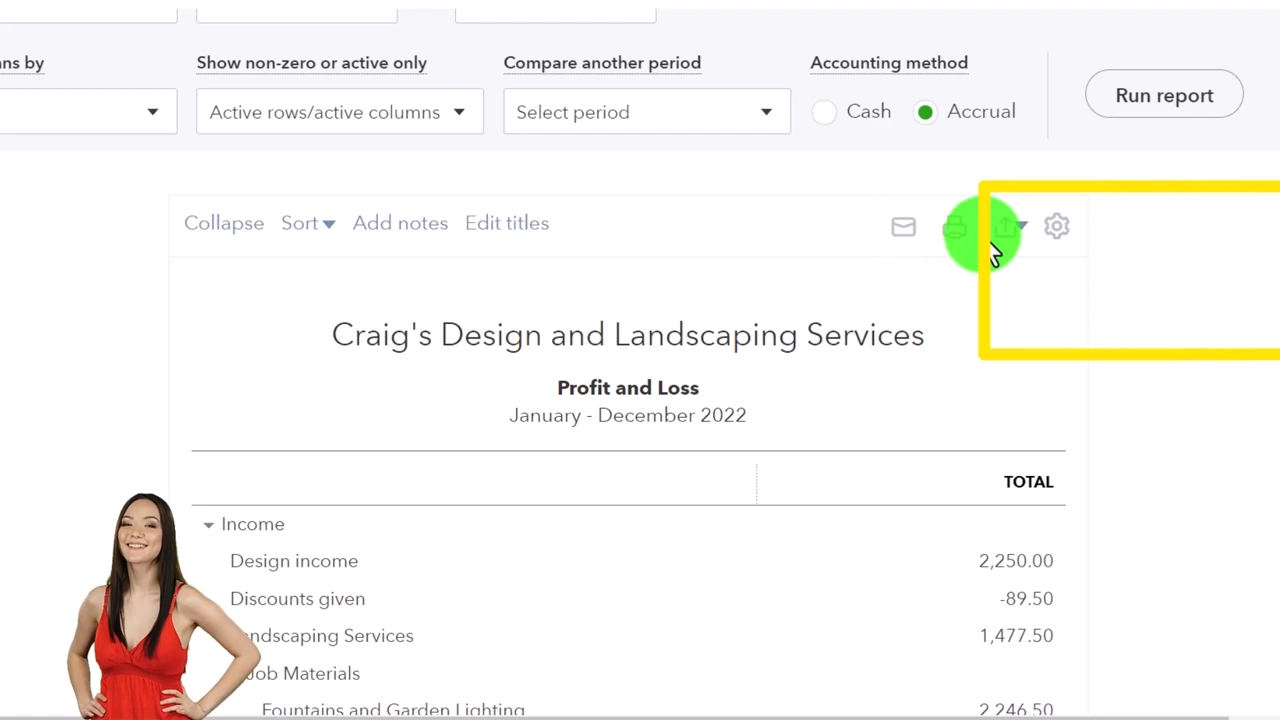 ns by
Show non-zero or active only
Compare another period
Accounting method
Active rows/active columns
Select period
Cash
Accrual
Run report
Collapse
Sort
Add notes
Edit titles
Craig's Design and Landscaping Services
Profit and Loss
January - December 2022
TOTAL
Income
Design income 2,250.00
Discounts given -89.50
ndscaping Services 1,477.50
Job Materials
Fountains and Garden Lighting 2,246.50